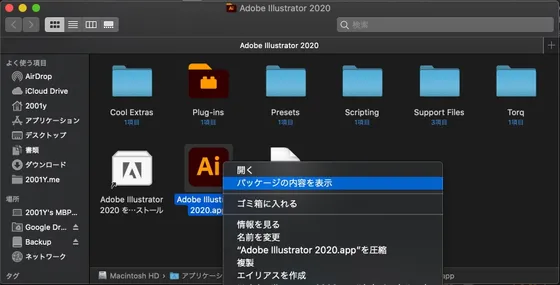 Adobe Illustrator 2020
検索
Adobe Illustrator 2020
よく使う項目
AirDrop
iCloud Drive
2001y
アプリケーション
デスクトップ
書類
ダウンロード
2001Y.me
場所
2001Y's MBP...
Google Dr...
Backup
ネットワーク
タグ
Cool Extras
1項目
Plug-ins
1項目
Presets
1項目
Scripting
1項目
Support Files
3項目
Torq
1項目
Adobe Illustrator
2020 を…ストール
Ai
Adobe Illustrator
2020.app
開く
パッケージの内容を表示
ゴミ箱に入れる
情報を見る
名前を変更
"Adobe Illustrator 2020.app"を圧縮
複製
エイリアスを作成
Macintosh HD
アプリケーシ